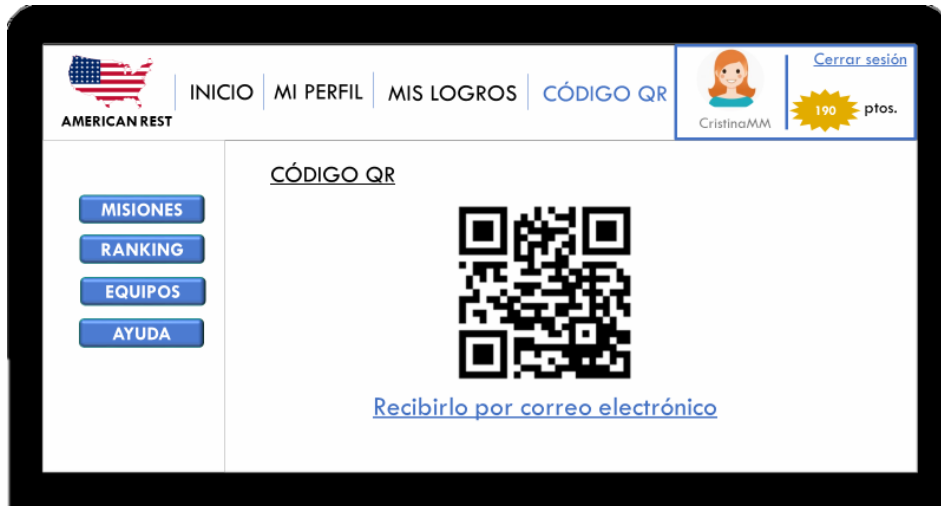 AMERICAN REST
INICIO
MI PERFIL
MIS LOGROS
CÓDIGO QR
CristinaMM
Cerrar sesión
190 ptos.
MISIONES
RANKING
EQUIPOS
AYUDA
CÓDIGO QR
Recibirlo por correo electrónico